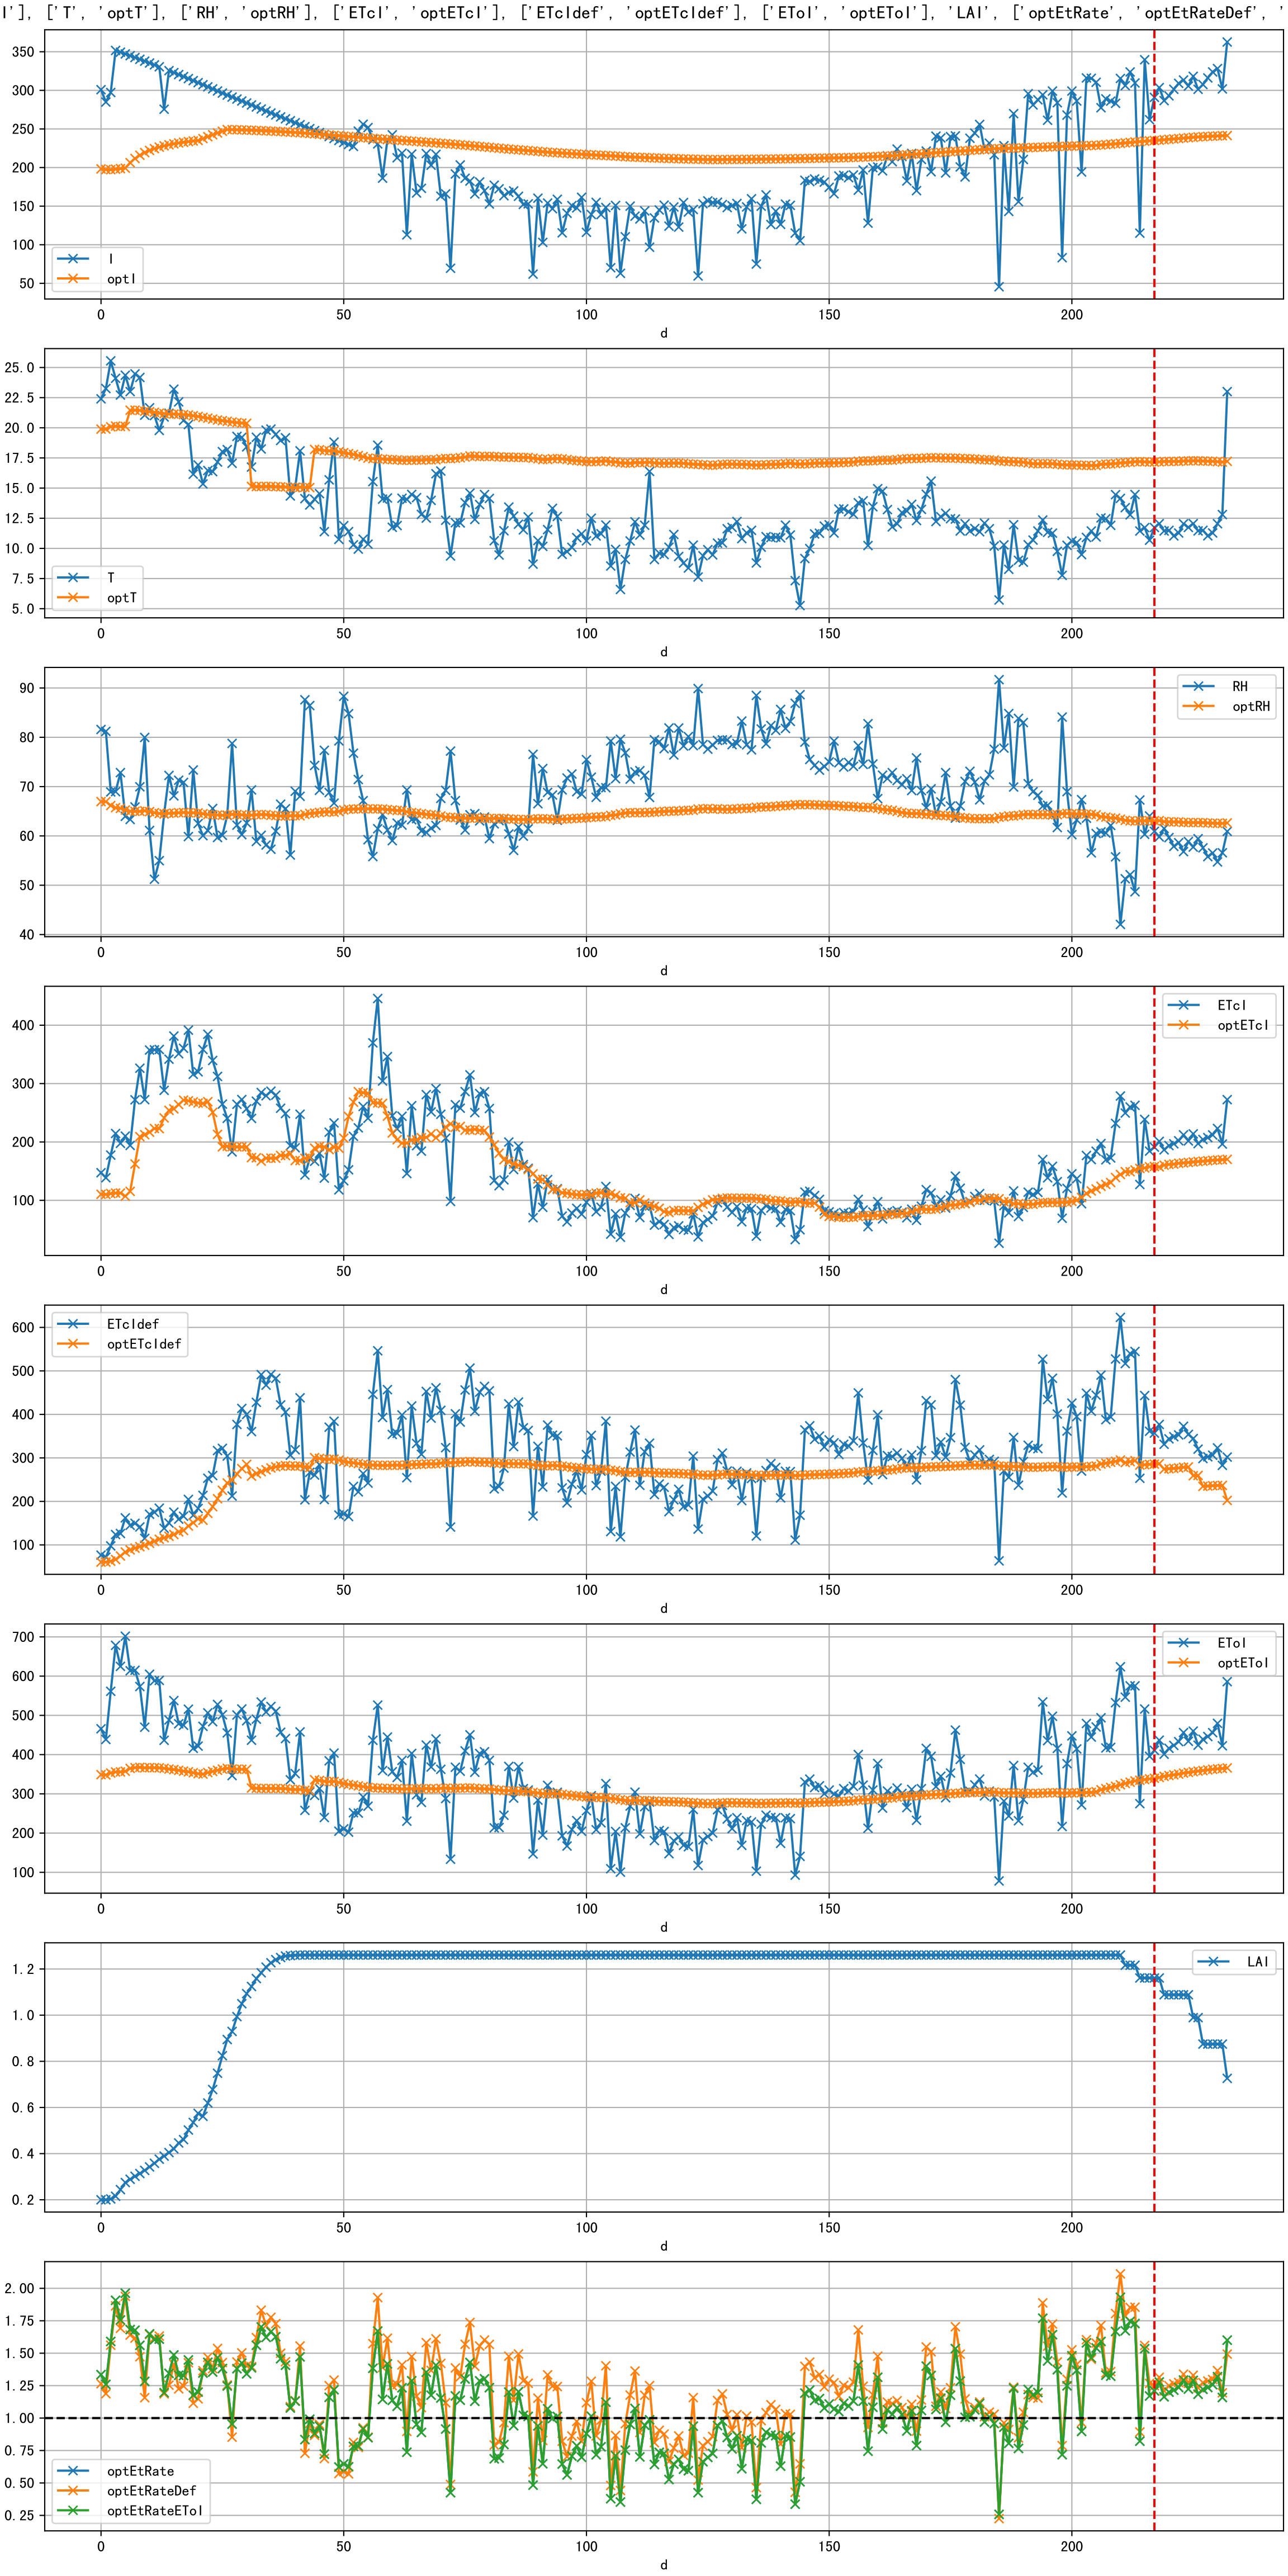 I'], ['T', 'optT'], ['RH', 'optRH'], ['ETcI', 'optETcI'], ['ETcIdef', 'optETcIdef'], ['EToI', 'optEToI'], 'LAI', ['optEtRate', 'optEtRateDef', '
350
300
250
200
150
100
50
I
optI
0 50 100 150 200
d
25.0
22.5
20.0
17.5
15.0
12.5
10.0
7.5
5.0
T
optT
0 50 100 150 200
d
90
80
70
60
50
40
RH
optRH
0 50 100 150 200
d
400
300
200
100
ETcI
optETcI
0 50 100 150 200
d
600
500
400
300
200
100
ETcIdef
optETcIdef
0 50 100 150 200
d
700
600
500
400
300
200
100
EToI
optEToI
0 50 100 150 200
d
1.2
1.0
0.8
0.6
0.4
0.2
LAI
0 50 100 150 200
d
2.00
1.75
1.50
1.25
1.00
0.75
0.50
0.25
optEtRate
optEtRateDef
optEtRateEToI
0 50 100 150 200
d